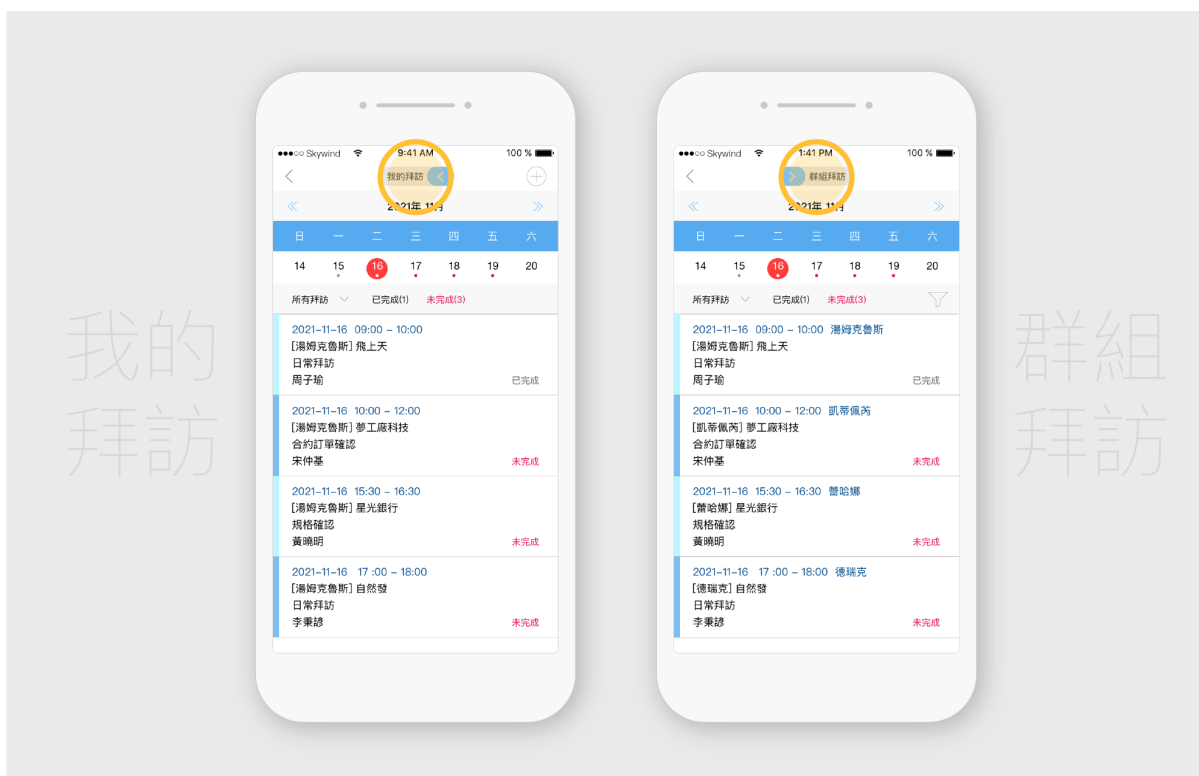 我的
拜訪
●●●○○ Skywind 9:41 AM 100 %
我的拜訪
2021年 11月
日 一 二 三 四 五 六
14 15 16 17 18 19 20
所有拜訪 已完成(1) 未完成(3)
2021-11-16 09:00 – 10:00
[湯姆克魯斯] 飛上天
日常拜訪
周子瑜 已完成
2021-11-16 10:00 – 12:00
[湯姆克魯斯] 夢工廠科技
合約訂單確認
宋仲基 未完成
2021-11-16 15:30 – 16:30
[湯姆克魯斯] 星光銀行
規格確認
黃曉明 未完成
2021-11-16 17 :00 – 18:00
[湯姆克魯斯] 自然發
日常拜訪
李秉諺 未完成
●●●○○ Skywind 1:41 PM 100 %
群組拜訪
2021年 11月
日 一 二 三 四 五 六
14 15 16 17 18 19 20
所有拜訪 已完成(1) 未完成(3)
2021-11-16 09:00 – 10:00 湯姆克魯斯
[湯姆克魯斯] 飛上天
日常拜訪
周子瑜 已完成
2021-11-16 10:00 – 12:00 凱蒂佩芮
[凱蒂佩芮] 夢工廠科技
合約訂單確認
宋仲基 未完成
2021-11-16 15:30 – 16:30 蕾哈娜
[蕾哈娜] 星光銀行
規格確認
黃曉明 未完成
2021-11-16 17 :00 – 18:00 德瑞克
[德瑞克] 自然發
日常拜訪
李秉諺 未完成
群組
拜訪